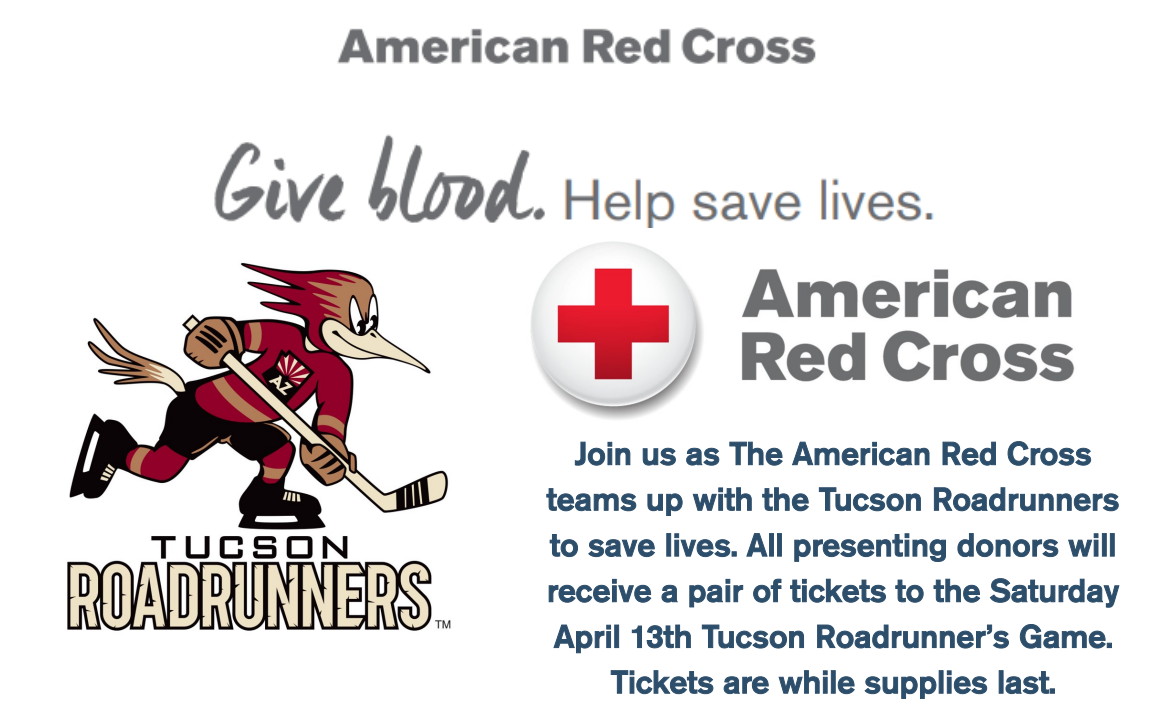 American Red Cross
Give blood. Help save lives.
AZ
TUCSON
ROADRUNNERS™
American
Red Cross
Join us as The American Red Cross
teams up with the Tucson Roadrunners
to save lives. All presenting donors will
receive a pair of tickets to the Saturday
April 13th Tucson Roadrunner’s Game.
Tickets are while supplies last.